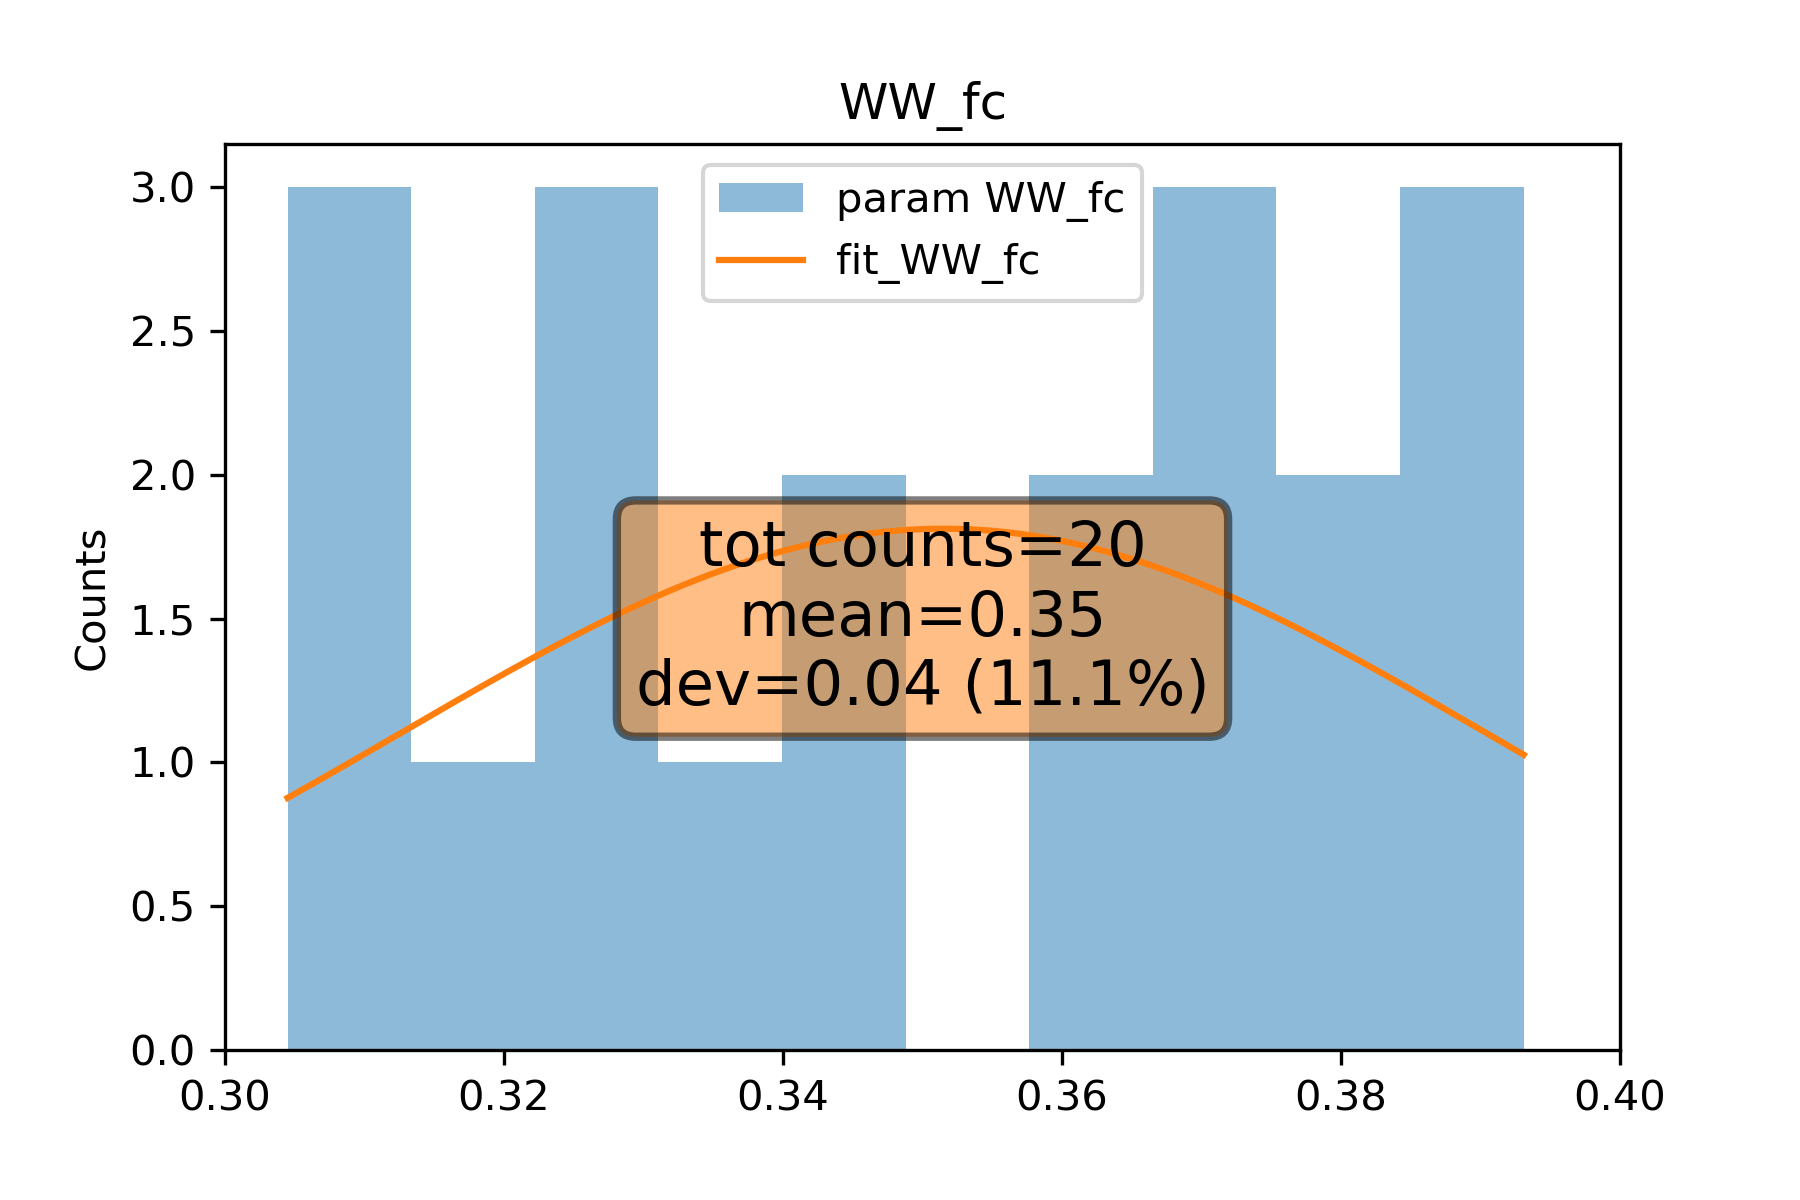 WW_fc
param WW_fc
fit_WW_fc
3.0
2.5
2.0
1.5
1.0
0.5
0.0
Counts
tot counts=20
mean=0.35
dev=0.04 (11.1%)
0.30 0.32 0.34 0.36 0.38 0.40